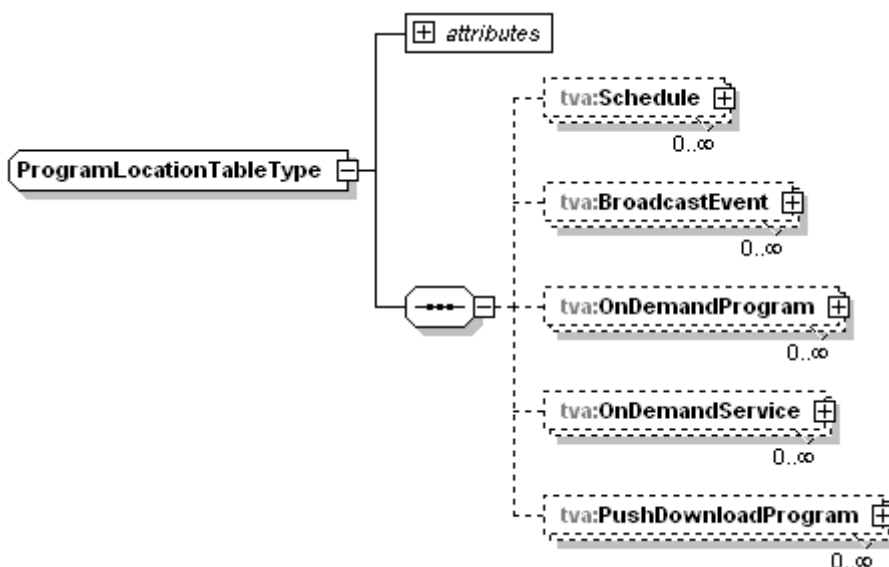 attributes
tva:Schedule
0..∞
ProgramLocationTableType
tva:BroadcastEvent
0..∞
tva:OnDemandProgram
0..∞
tva:OnDemandService
0..∞
tva:PushDownloadProgram
0..∞